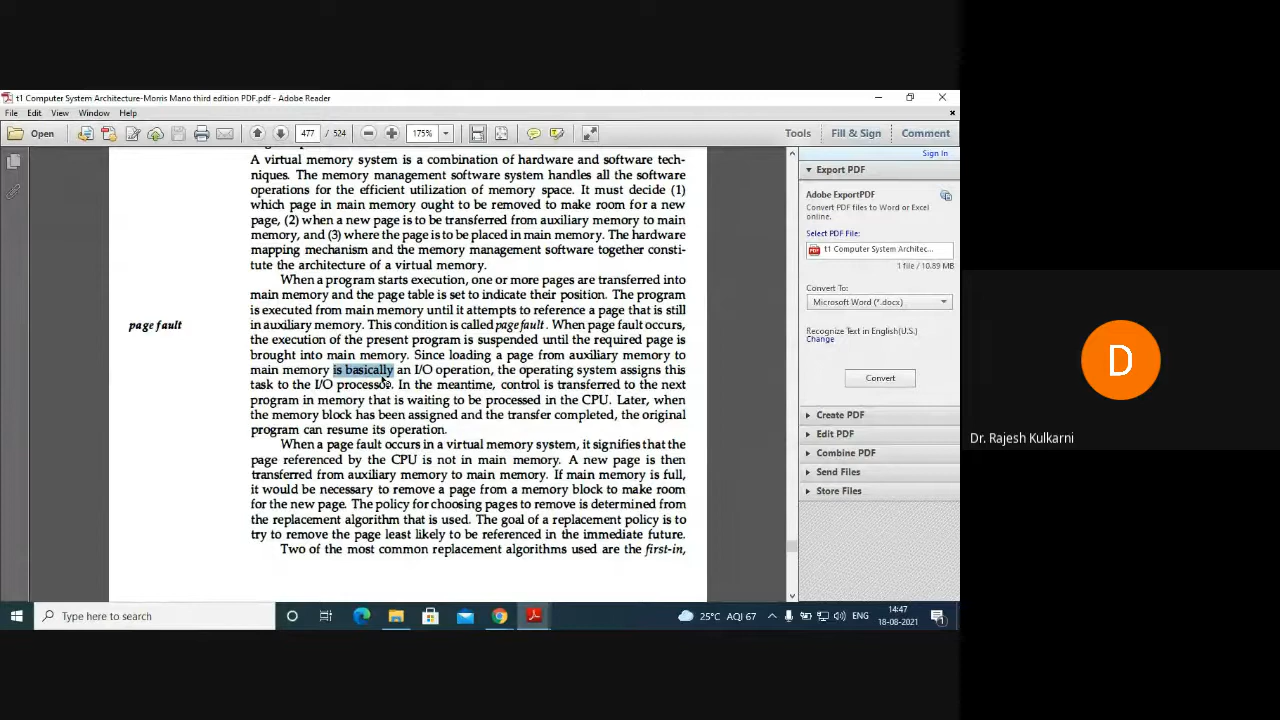 t1 Computer System Architecture-Morris Mano third edition PDF.pdf - Adobe Reader
File Edit View Window Help
Open 477 / 524 175% Tools Fill & Sign Comment
A virtual memory system is a combination of hardware and software tech-
niques. The memory management software system handles all the software
operations for the efficient utilization of memory space. It must decide (1)
which page in main memory ought to be removed to make room for a new
page, (2) when a new page is to be transferred from auxiliary memory to main
memory, and (3) where the page is to be placed in main memory. The hardware
mapping mechanism and the memory management software together consti-
tute the architecture of a virtual memory.
When a program starts execution, one or more pages are transferred into
main memory and the page table is set to indicate their position. The program
is executed from main memory until it attempts to reference a page that is still
page fault
in auxiliary memory. This condition is called page fault. When page fault occurs,
the execution of the present program is suspended until the required page is
brought into main memory. Since loading a page from auxiliary memory to
main memory is basically an I/O operation, the operating system assigns this
task to the I/O processor. In the meantime, control is transferred to the next
program in memory that is waiting to be processed in the CPU. Later, when
the memory block has been assigned and the transfer completed, the original
program can resume its operation.
When a page fault occurs in a virtual memory system, it signifies that the
page referenced by the CPU is not in main memory. A new page is then
transferred from auxiliary memory to main memory. If main memory is full,
it would be necessary to remove a page from a memory block to make room
for the new page. The policy for choosing pages to remove is determined from
the replacement algorithm that is used. The goal of a replacement policy is to
try to remove the page least likely to be referenced in the immediate future.
Two of the most common replacement algorithms used are the first-in,
Sign In
Export PDF
Adobe ExportPDF
Convert PDF files to Word or Excel
online.
Select PDF File:
t1 Computer System Architec...
1 file / 10.89 MB
Convert To:
Microsoft Word (*.docx)
Recognize Text in English(U.S.)
Change
Convert
Create PDF
Edit PDF
Combine PDF
Send Files
Store Files
D
Dr. Rajesh Kulkarni
Type here to search
25°C AQI 67
ENG
14:47
18-08-2021
1